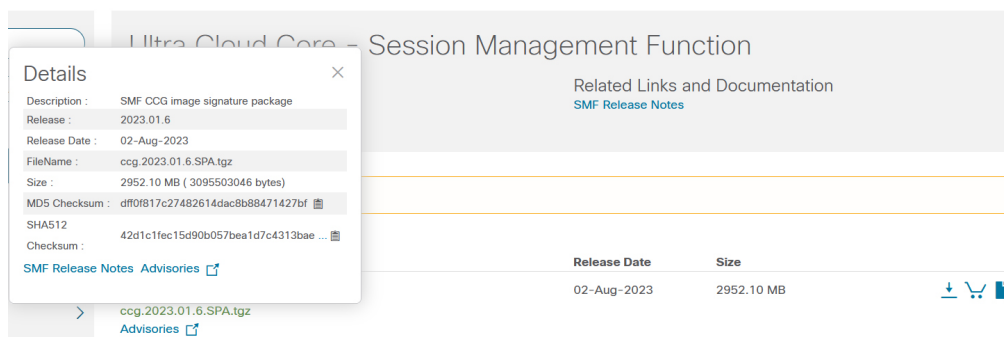 Ultra Cloud Core - Session Management Function
Details
Related Links and Documentation
SMF Release Notes
Description : SMF CCG image signature package
Release : 2023.01.6
Release Date : 02-Aug-2023
FileName : ccg.2023.01.6.SPA.tgz
Size : 2952.10 MB ( 3095503046 bytes)
MD5 Checksum : dff0f817c27482614dac8b88471427bf
SHA512
Checksum : 42d1c1fec15d90b057bea1d7c4313bae ...
SMF Release Notes Advisories
Release Date Size
02-Aug-2023 2952.10 MB
ccg.2023.01.6.SPA.tgz
Advisories